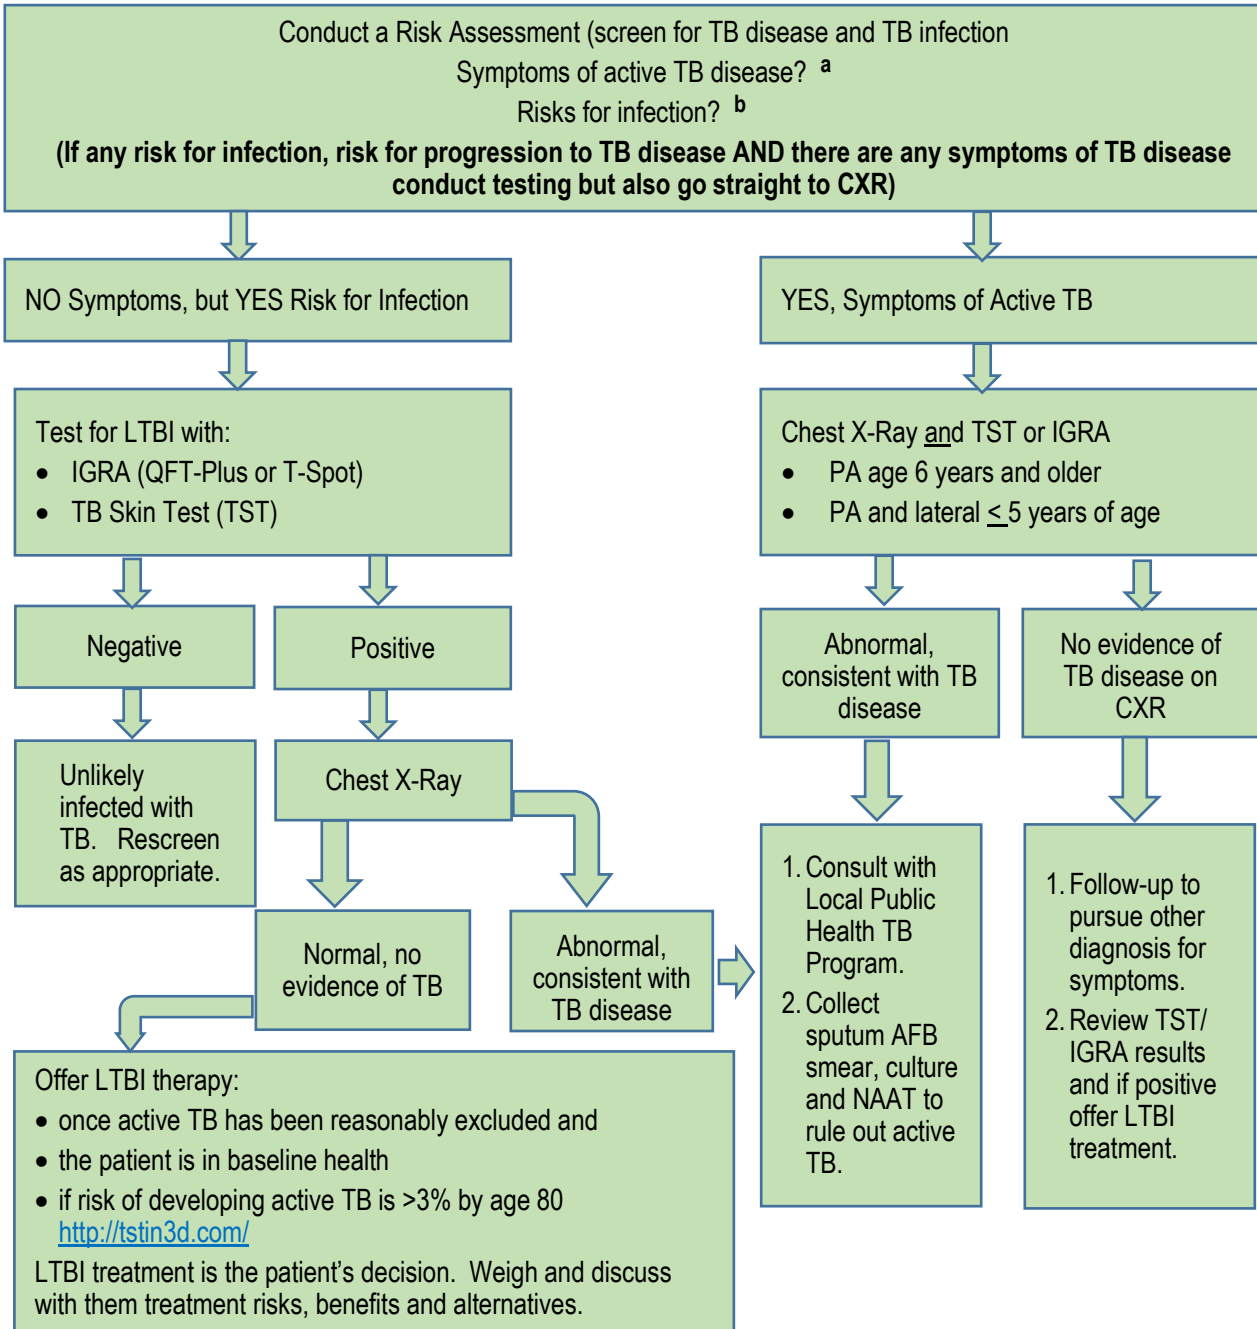 Conduct a Risk Assessment (screen for TB disease and TB infection
Symptoms of active TB disease? a
Risks for infection? b
(If any risk for infection, risk for progression to TB disease AND there are any symptoms of TB disease
conduct testing but also go straight to CXR)
NO Symptoms, but YES Risk for Infection
YES, Symptoms of Active TB
Test for LTBI with:
• IGRA (QFT-Plus or T-Spot)
• TB Skin Test (TST)
Chest X-Ray and TST or IGRA
• PA age 6 years and older
• PA and lateral < 5 years of age
Negative
Positive
Abnormal,
consistent with TB
disease
No evidence of
TB disease on
CXR
Unlikely
infected with
TB. Rescreen
as appropriate.
Chest X-Ray
Normal, no
evidence of TB
Abnormal,
consistent with
TB disease
1. Consult with
Local Public
Health TB
Program.
2. Collect
sputum AFB
smear, culture
and NAAT to
rule out active
TB.
1. Follow-up to
pursue other
diagnosis for
symptoms.
2. Review TST/
IGRA results
and if positive
offer LTBI
treatment.
Offer LTBI therapy:
• once active TB has been reasonably excluded and
• the patient is in baseline health
• if risk of developing active TB is >3% by age 80
http://tstin3d.com/
LTBI treatment is the patient’s decision. Weigh and discuss
with them treatment risks, benefits and alternatives.